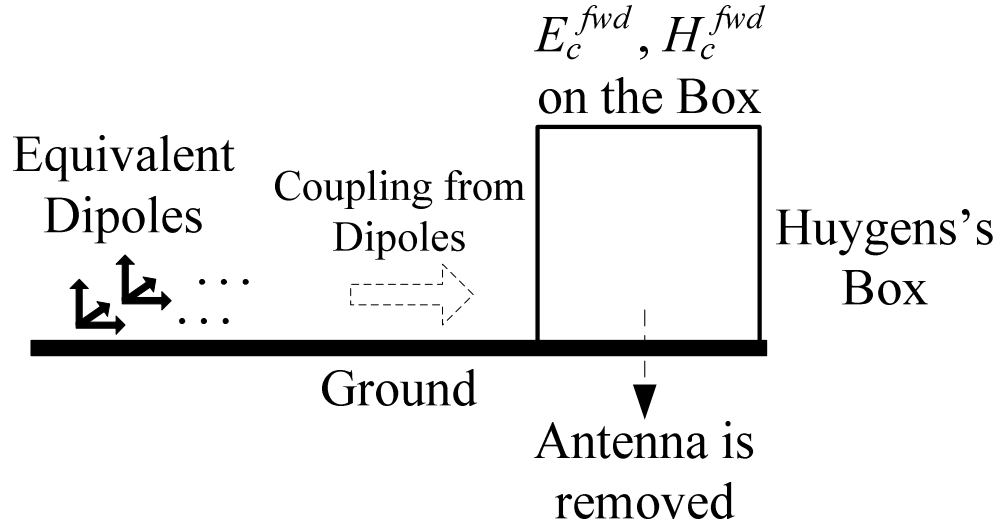 E_c^{fwd}, H_c^{fwd}
on the Box
Equivalent
Dipoles
Coupling from
Dipoles
Huygens's
Box
Ground
Antenna is
removed